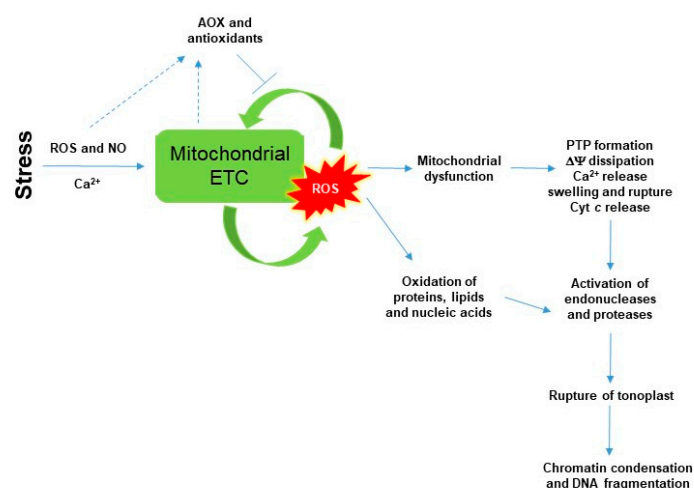 AOX and
antioxidants
Stress
ROS and NO
Ca²⁺
Mitochondrial
ETC
ROS
Mitochondrial
dysfunction
PTP formation
ΔΨ dissipation
Ca²⁺ release
swelling and rupture
Cyt c release
Oxidation of
proteins, lipids
and nucleic acids
Activation of
endonucleases
and proteases
Rupture of tonoplast
Chromatin condensation
and DNA fragmentation